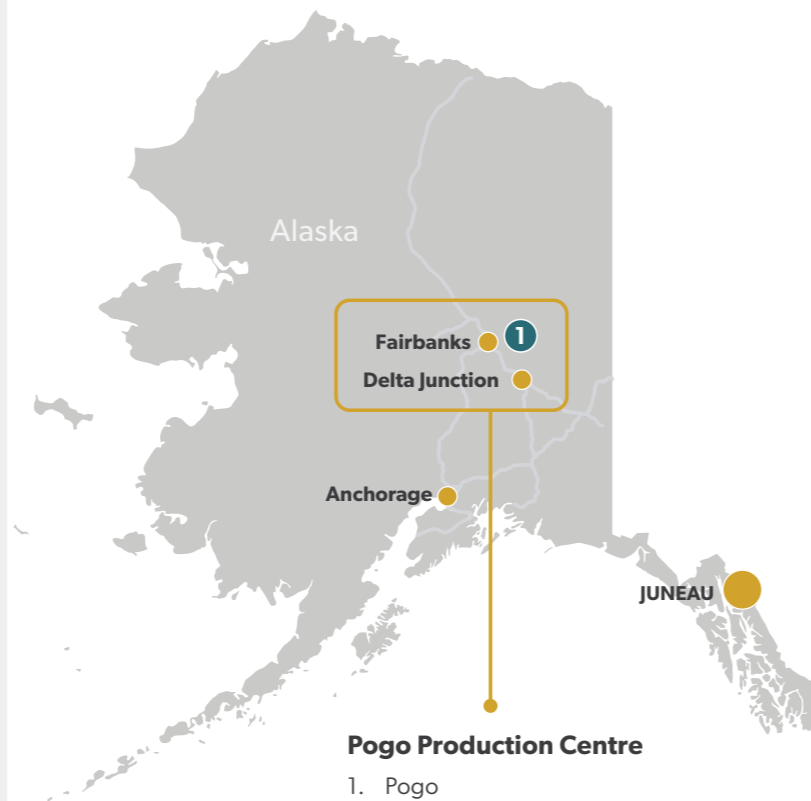 Alaska
Fairbanks
1
Delta Junction
Anchorage
JUNEAU
Pogo Production Centre
1. Pogo